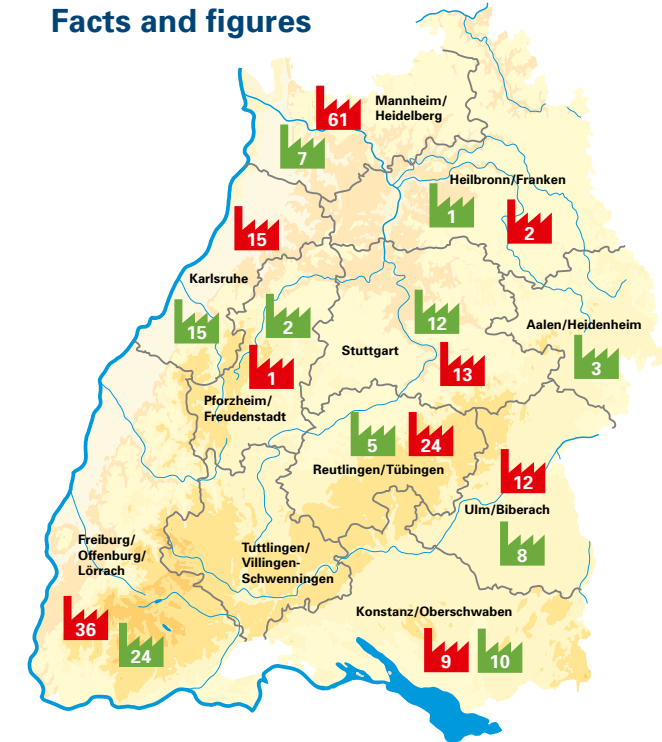 Facts and figures
61
Mannheim/
Heidelberg
7
Heilbronn/Franken
1
2
15
Karlsruhe
15
2
12
Aalen/Heidenheim
3
Stuttgart
1
13
Pforzheim/
Freudenstadt
5
24
Reutlingen/Tübingen
12
Ulm/Biberach
8
Freiburg/
Offenburg/
Lörrach
Tuttlingen/
Villingen-
Schwenningen
36
24
Konstanz/Oberschwaben
9
10